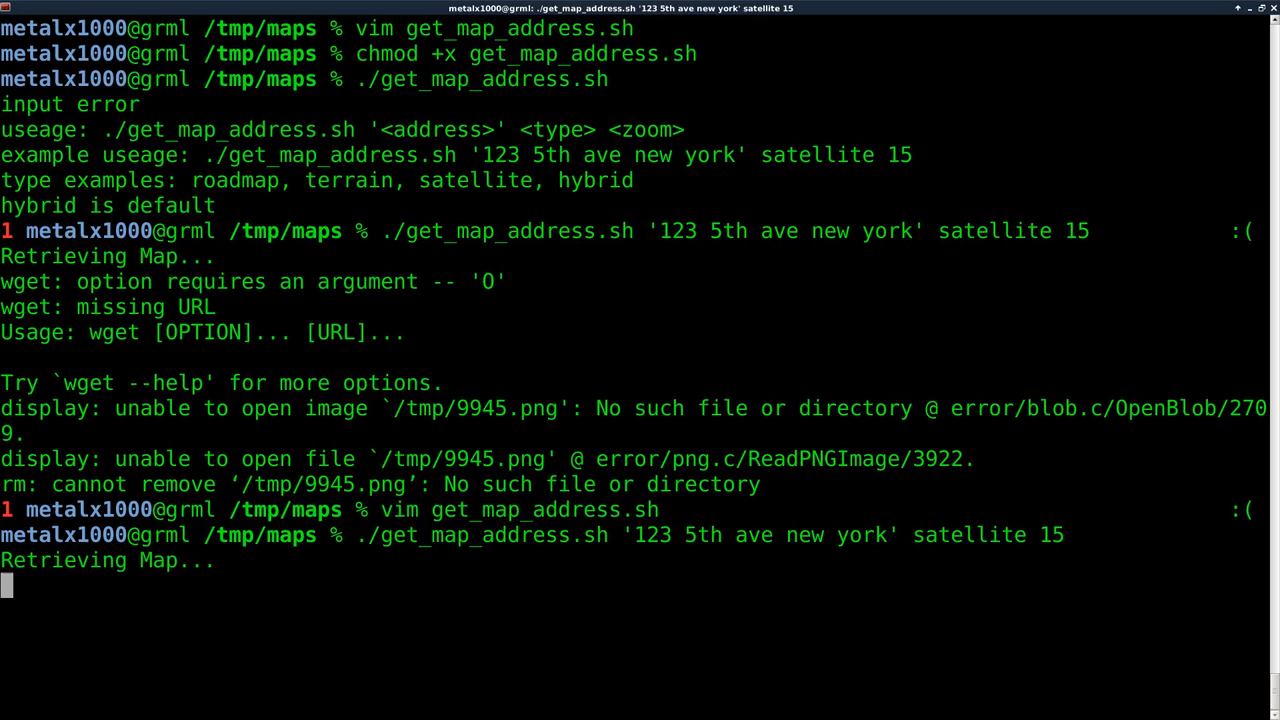 metalx1000@grml: ./get_map_address.sh '123 5th ave new york' satellite 15
metalx1000@grml /tmp/maps % vim get_map_address.sh
metalx1000@grml /tmp/maps % chmod +x get_map_address.sh
metalx1000@grml /tmp/maps % ./get_map_address.sh
input error
useage: ./get_map_address.sh '<address>' <type> <zoom>
example useage: ./get_map_address.sh '123 5th ave new york' satellite 15
type examples: roadmap, terrain, satellite, hybrid
hybrid is default
1 metalx1000@grml /tmp/maps % ./get_map_address.sh '123 5th ave new york' satellite 15 :(
Retrieving Map...
wget: option requires an argument -- 'O'
wget: missing URL
Usage: wget [OPTION]... [URL]...
Try `wget --help' for more options.
display: unable to open image `/tmp/9945.png': No such file or directory @ error/blob.c/OpenBlob/270
9.
display: unable to open file `/tmp/9945.png' @ error/png.c/ReadPNGImage/3922.
rm: cannot remove ‘/tmp/9945.png’: No such file or directory
1 metalx1000@grml /tmp/maps % vim get_map_address.sh :(
metalx1000@grml /tmp/maps % ./get_map_address.sh '123 5th ave new york' satellite 15
Retrieving Map...